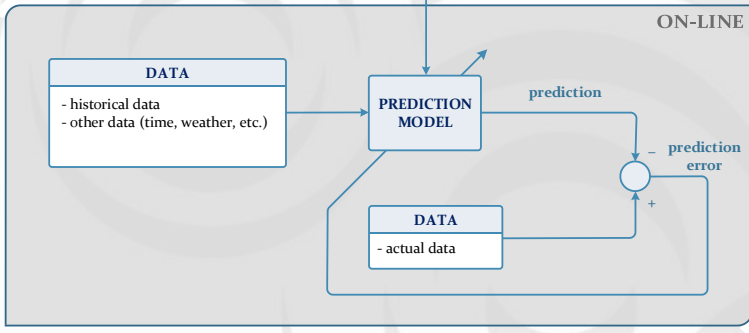 ON-LINE
DATA
- historical data
- other data (time, weather, etc.)
PREDICTION
MODEL
prediction
−
prediction
error
+
DATA
- actual data